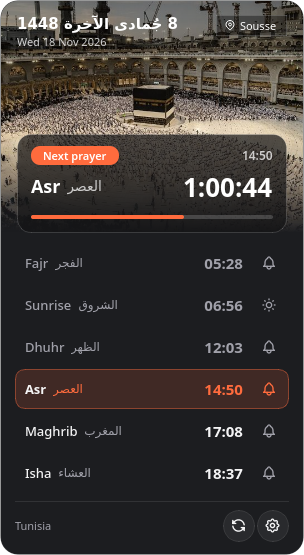 8 جُمادى الآخرة 1448
Sousse
Wed 18 Nov 2026
Next prayer 14:50
Asr العصر 1:00:44
Fajr الفجر 05:28
Sunrise الشروق 06:56
Dhuhr الظهر 12:03
Asr العصر 14:50
Maghrib المغرب 17:08
Isha العشاء 18:37
Tunisia